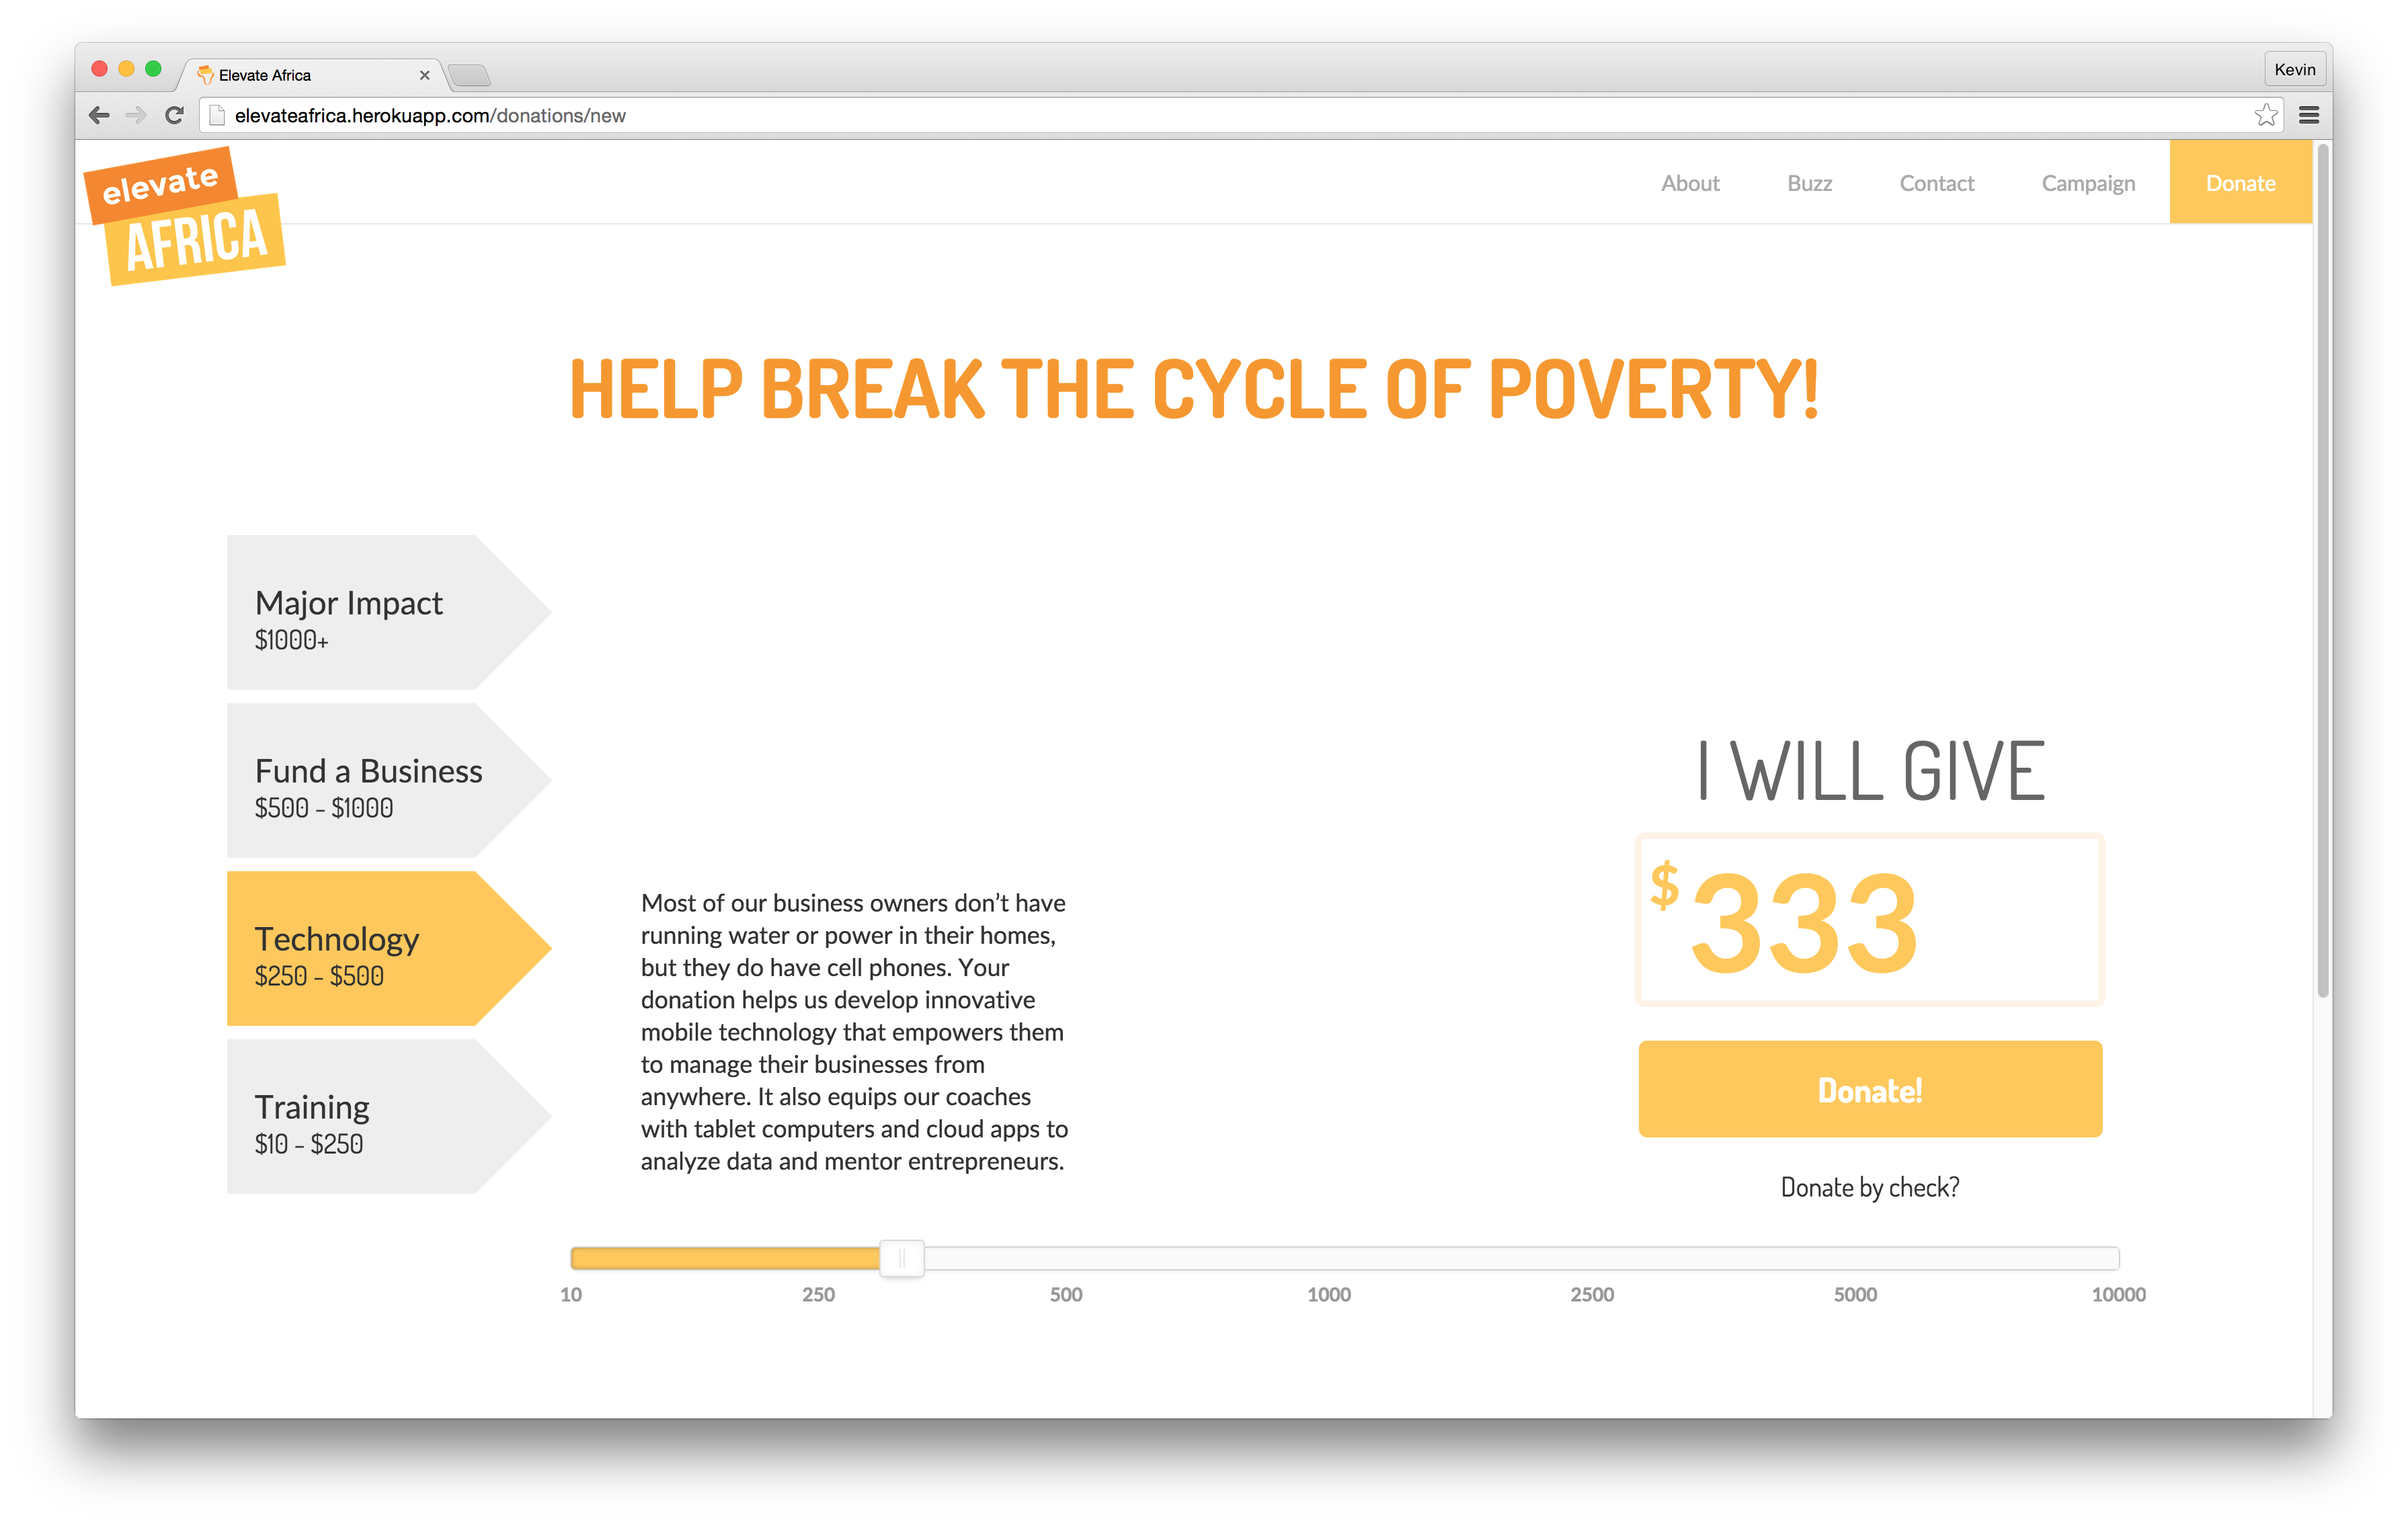 Elevate Africa
Kevin
elevateafrica.herokuapp.com/donations/new
elevate
AFRICA
About
Buzz
Contact
Campaign
Donate
HELP BREAK THE CYCLE OF POVERTY!
Major Impact
$1000+
Fund a Business
$500 - $1000
Technology
$250 - $500
Training
$10 - $250
Most of our business owners don’t have
running water or power in their homes,
but they do have cell phones. Your
donation helps us develop innovative
mobile technology that empowers them
to manage their businesses from
anywhere. It also equips our coaches
with tablet computers and cloud apps to
analyze data and mentor entrepreneurs.
I WILL GIVE
$333
Donate!
Donate by check?
10 250 500 1000 2500 5000 10000